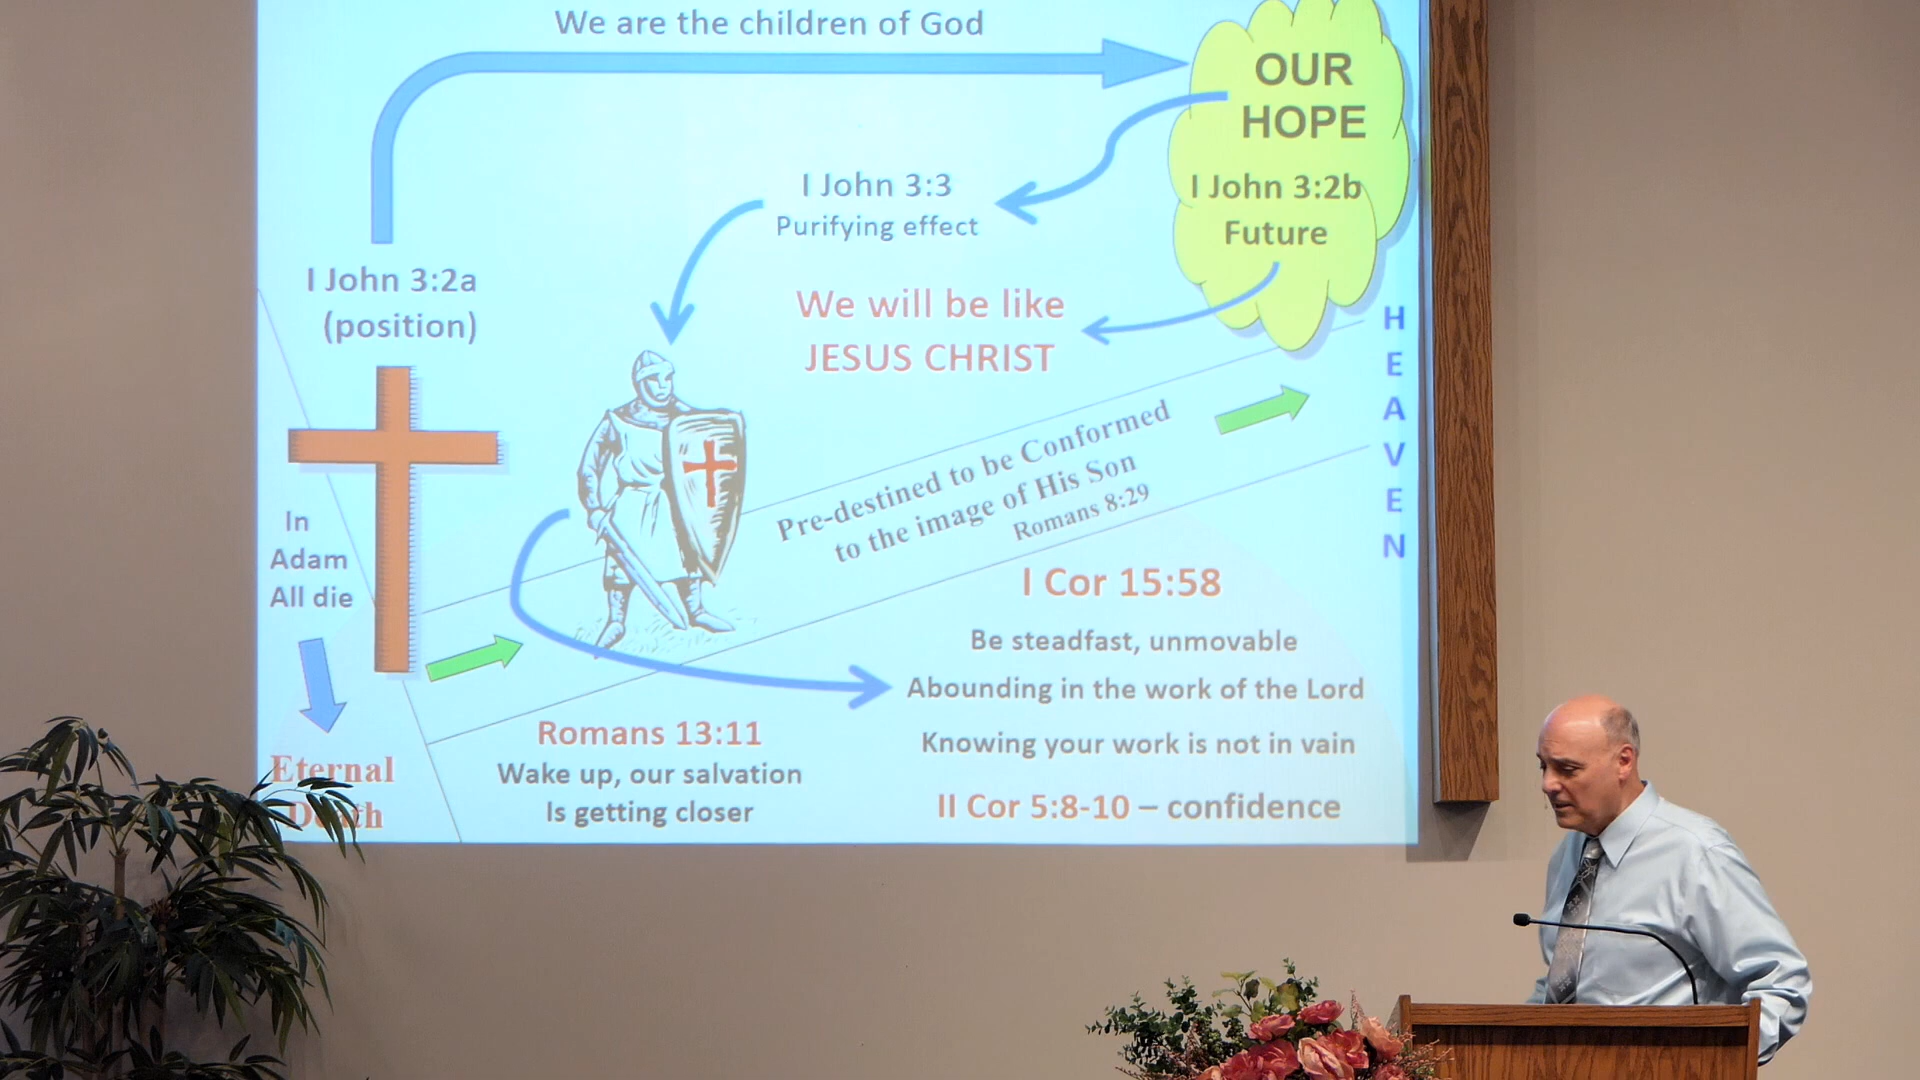 We are the children of God
OUR
HOPE
I John 3:2b
Future
I John 3:3
Purifying effect
I John 3:2a
(position)
We will be like
JESUS CHRIST
HEAVEN
Pre-destined to be Conformed
to the image of His Son
Romans 8:29
In
Adam
All die
Eternal
Death
Romans 13:11
Wake up, our salvation
Is getting closer
I Cor 15:58
Be steadfast, unmovable
Abounding in the work of the Lord
Knowing your work is not in vain
II Cor 5:8-10 – confidence